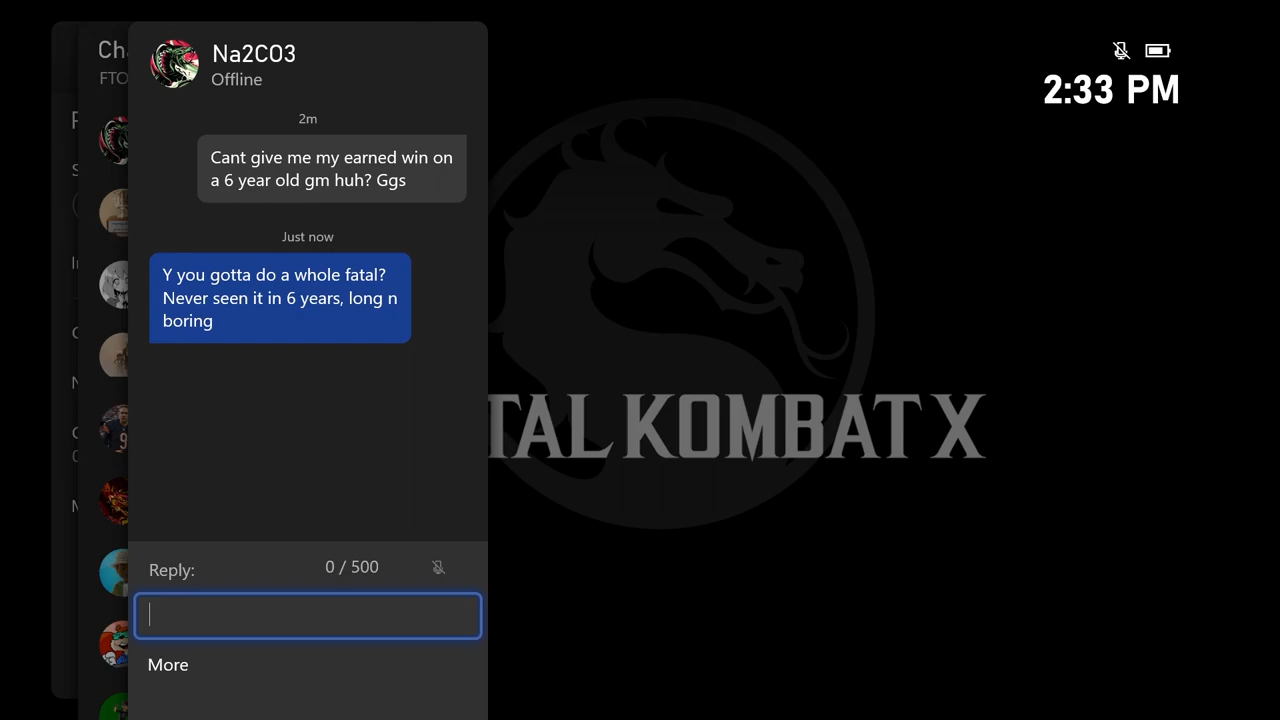 Na2CO3
Offline
2m
Cant give me my earned win on
a 6 year old gm huh? Ggs
Just now
Y you gotta do a whole fatal?
Never seen it in 6 years, long n
boring
Reply:
0 / 500
More
Ch
FTO
2:33 PM
TAL KOMBAT X